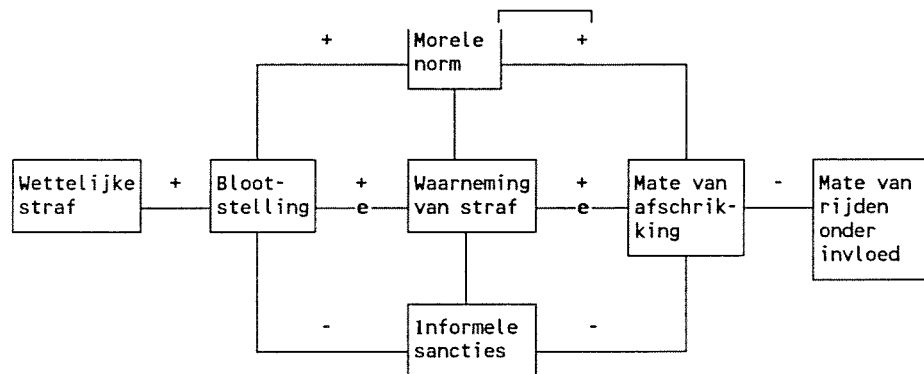 +
Morele
norm
+
Wettelijke
straf
+
Bloot-
stelling
+
e
Waarneming
van straf
+
e
Mate van
afschrik-
king
-
Mate van
rijden
onder
invloed
-
Informele
sancties
-